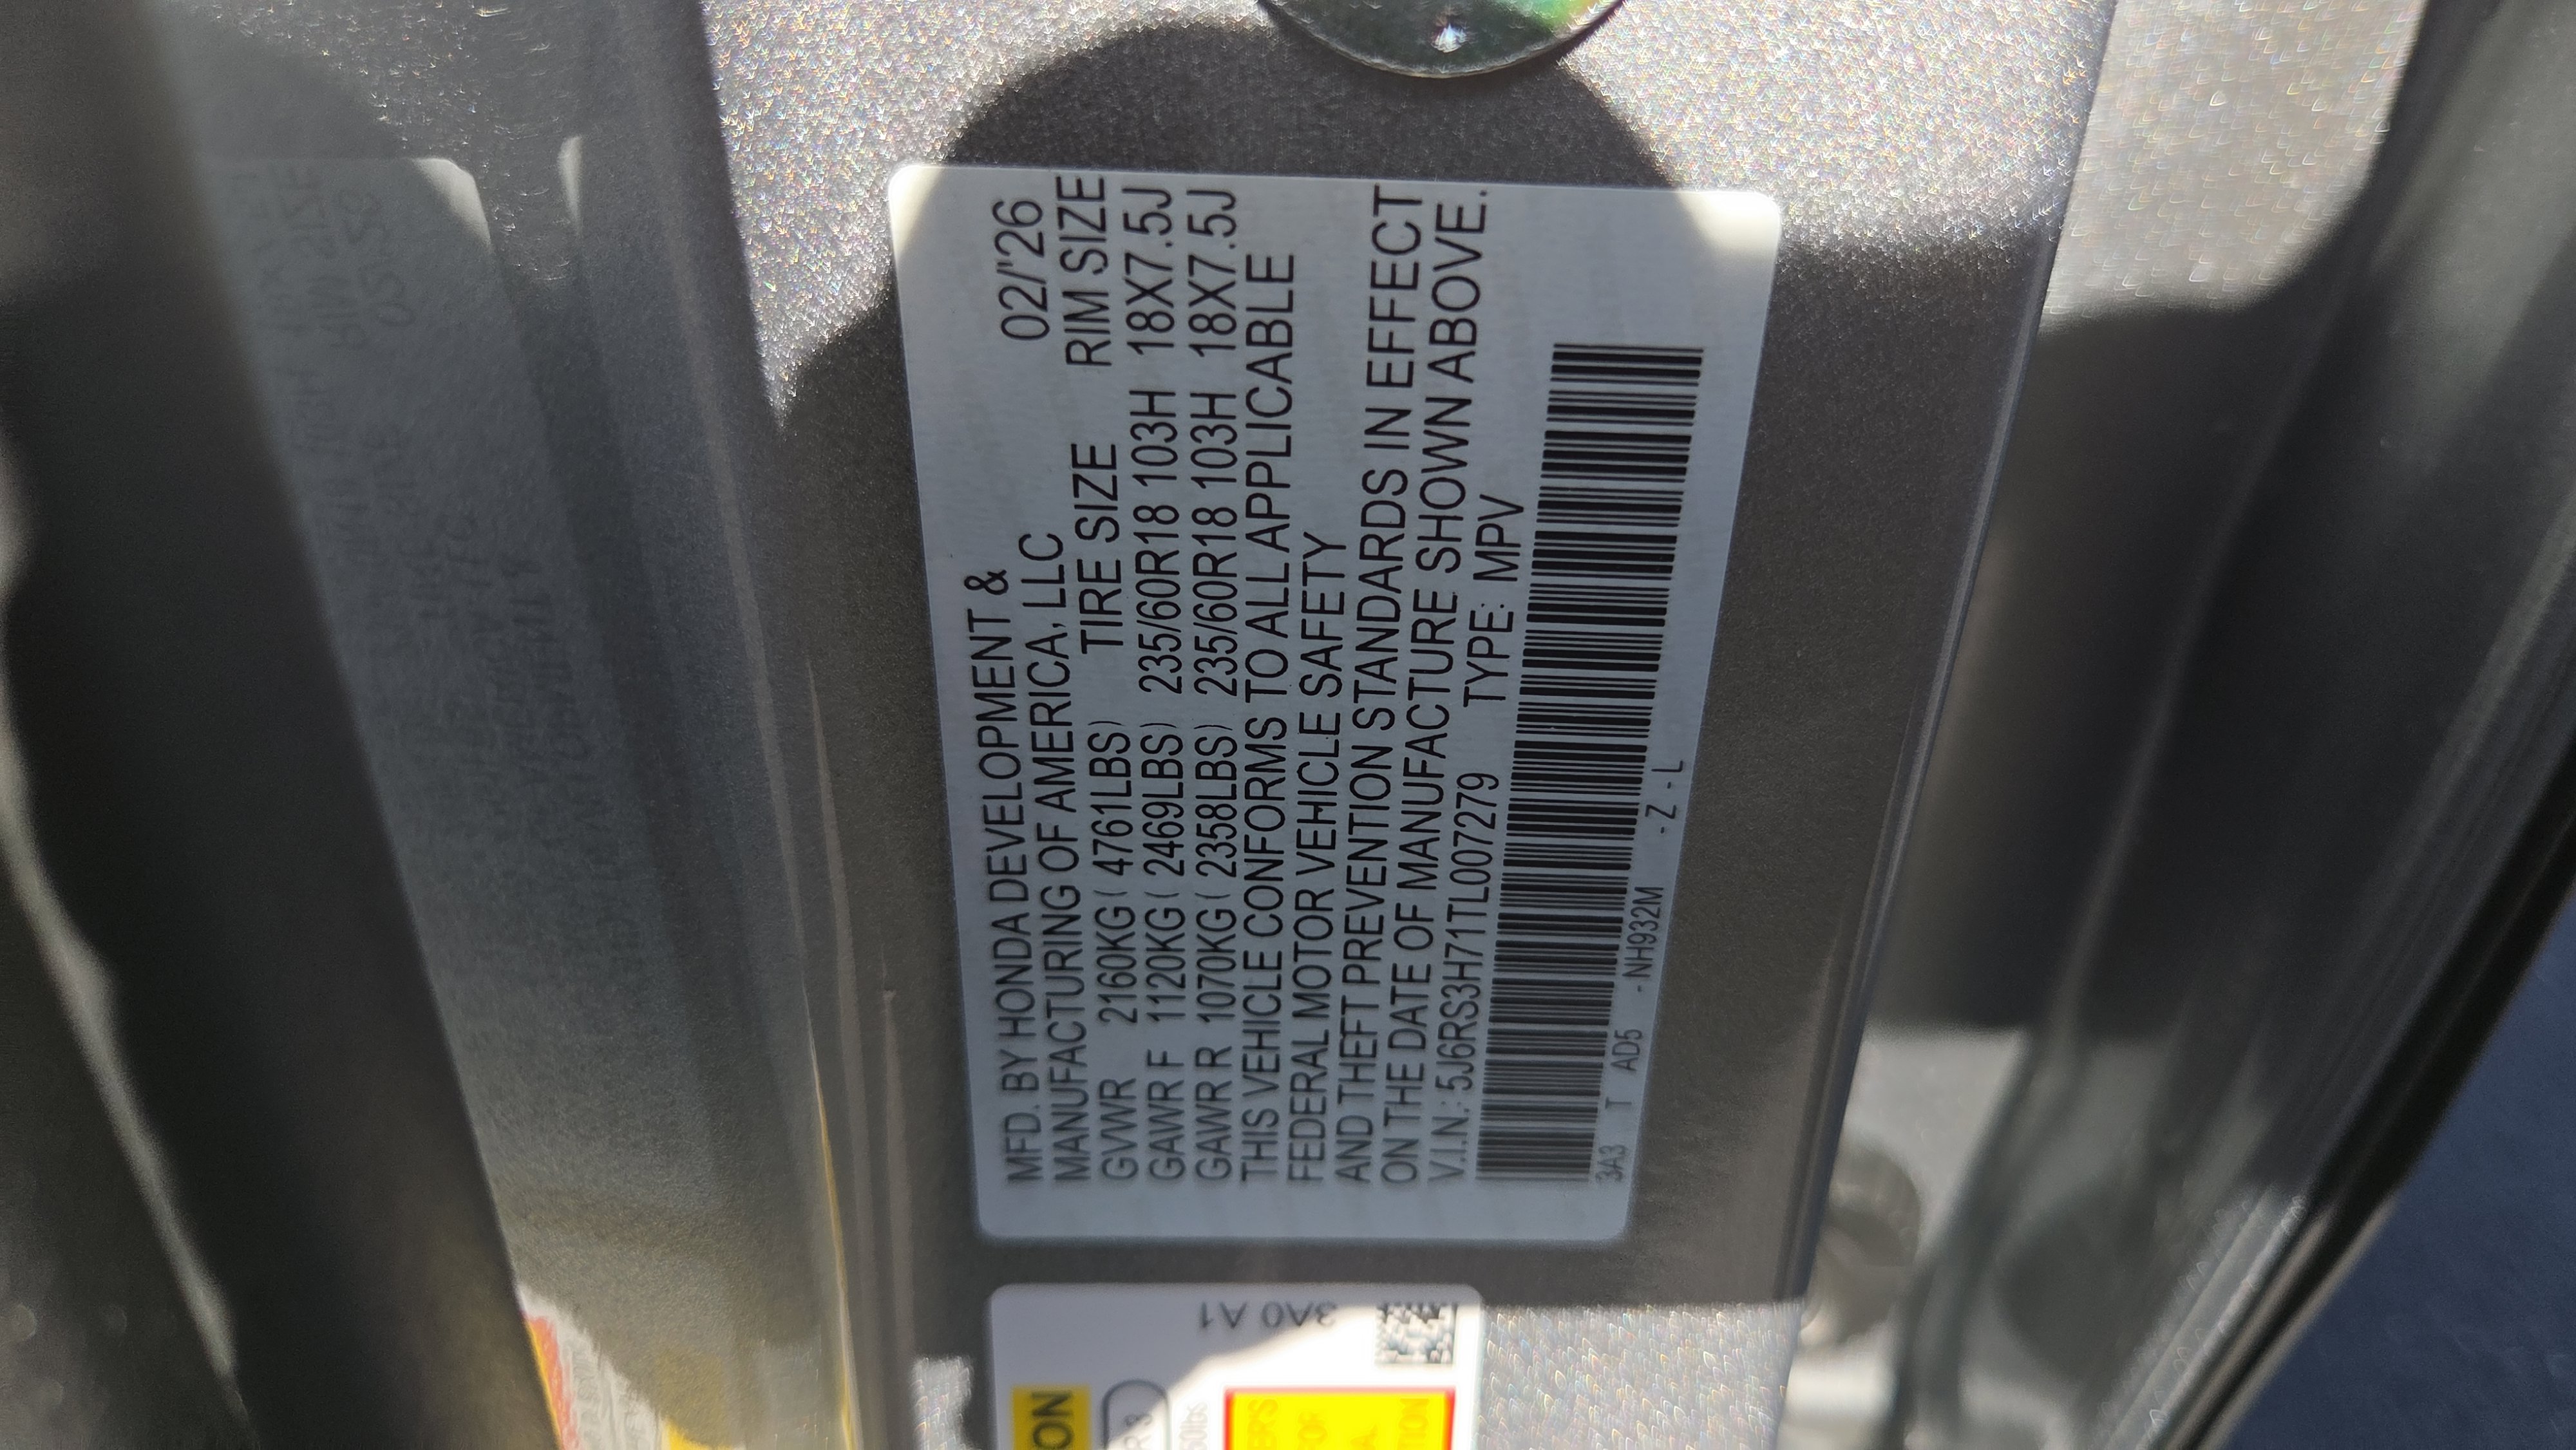 MFD. BY HONDA DEVELOPMENT & 02/'26
MANUFACTURING OF AMERICA, LLC
TIRE SIZE RIM SIZE
GVWR 2160KG ( 4761LBS)
GAWR F 1120KG ( 2469LBS) 235/60R18 103H 18X7.5J
GAWR R 1070KG ( 2358LBS) 235/60R18 103H 18X7.5J
THIS VEHICLE CONFORMS TO ALL APPLICABLE
FEDERAL MOTOR VEHICLE SAFETY
AND THEFT PREVENTION STANDARDS IN EFFECT
ON THE DATE OF MANUFACTURE SHOWN ABOVE.
V.I.N.: 5J6RS3H71TL007279 TYPE: MPV
3A3 T AD5 -NH932M -Z-L
3A0 A1